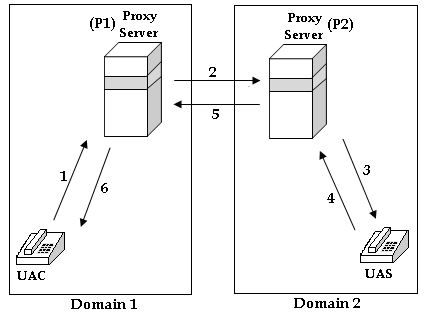 (P1) Proxy
Server
Proxy (P2)
Server
2
5
1
6
3
4
UAC
UAS
Domain 1
Domain 2